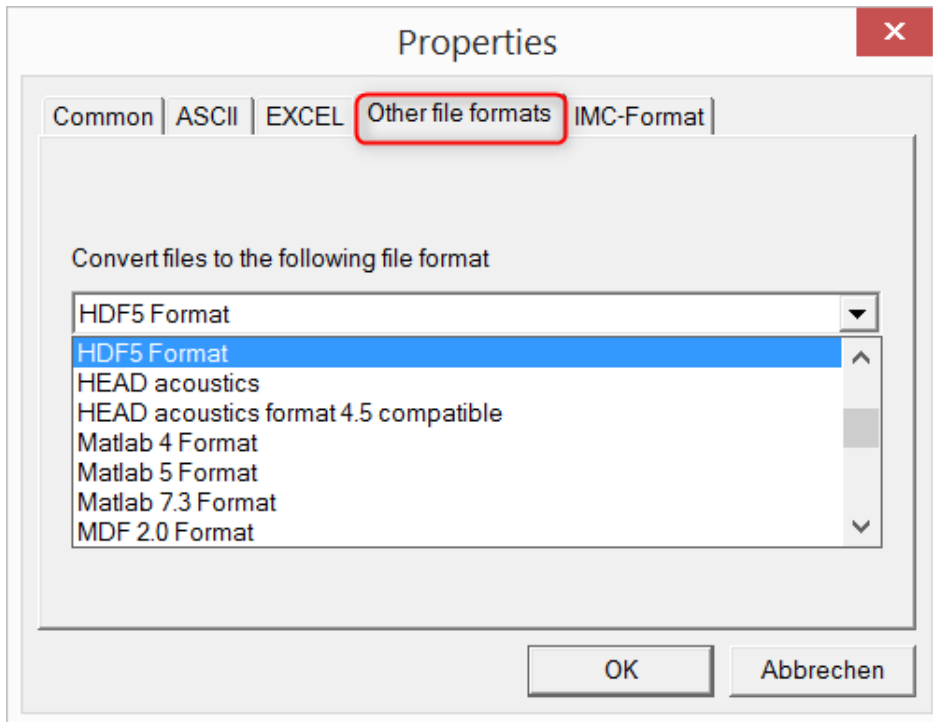 Properties
Common ASCII EXCEL Other file formats IMC-Format
Convert files to the following file format
HDF5 Format
HDF5 Format
HEAD acoustics
HEAD acoustics format 4.5 compatible
Matlab 4 Format
Matlab 5 Format
Matlab 7.3 Format
MDF 2.0 Format
OK Abbrechen